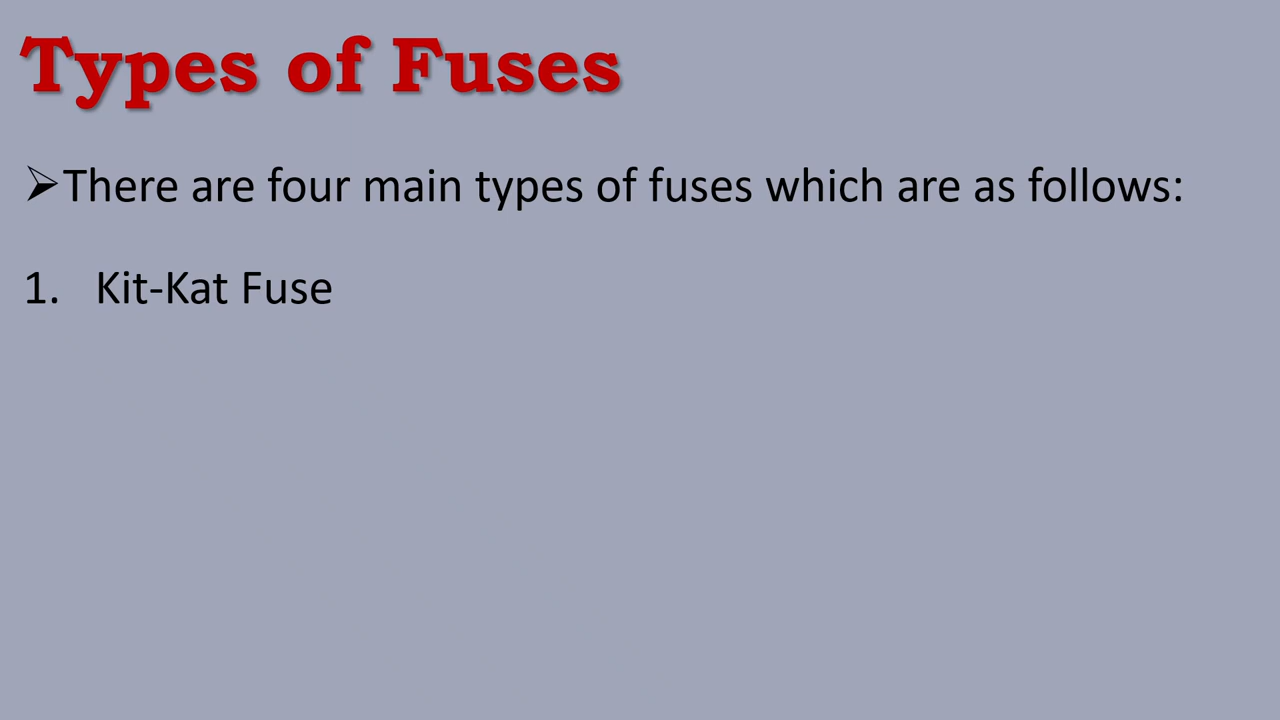 Types of Fuses
➢There are four main types of fuses which are as follows:
1. Kit-Kat Fuse